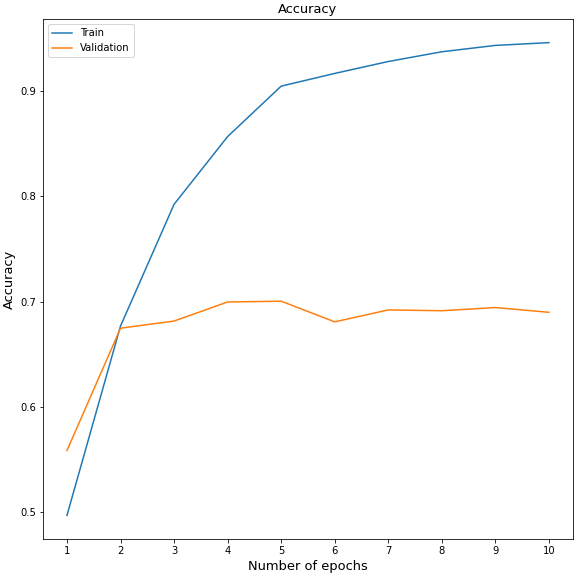 Accuracy
Train
Validation
Accuracy
0.9
0.8
0.7
0.6
0.5
1 2 3 4 5 6 7 8 9 10
Number of epochs